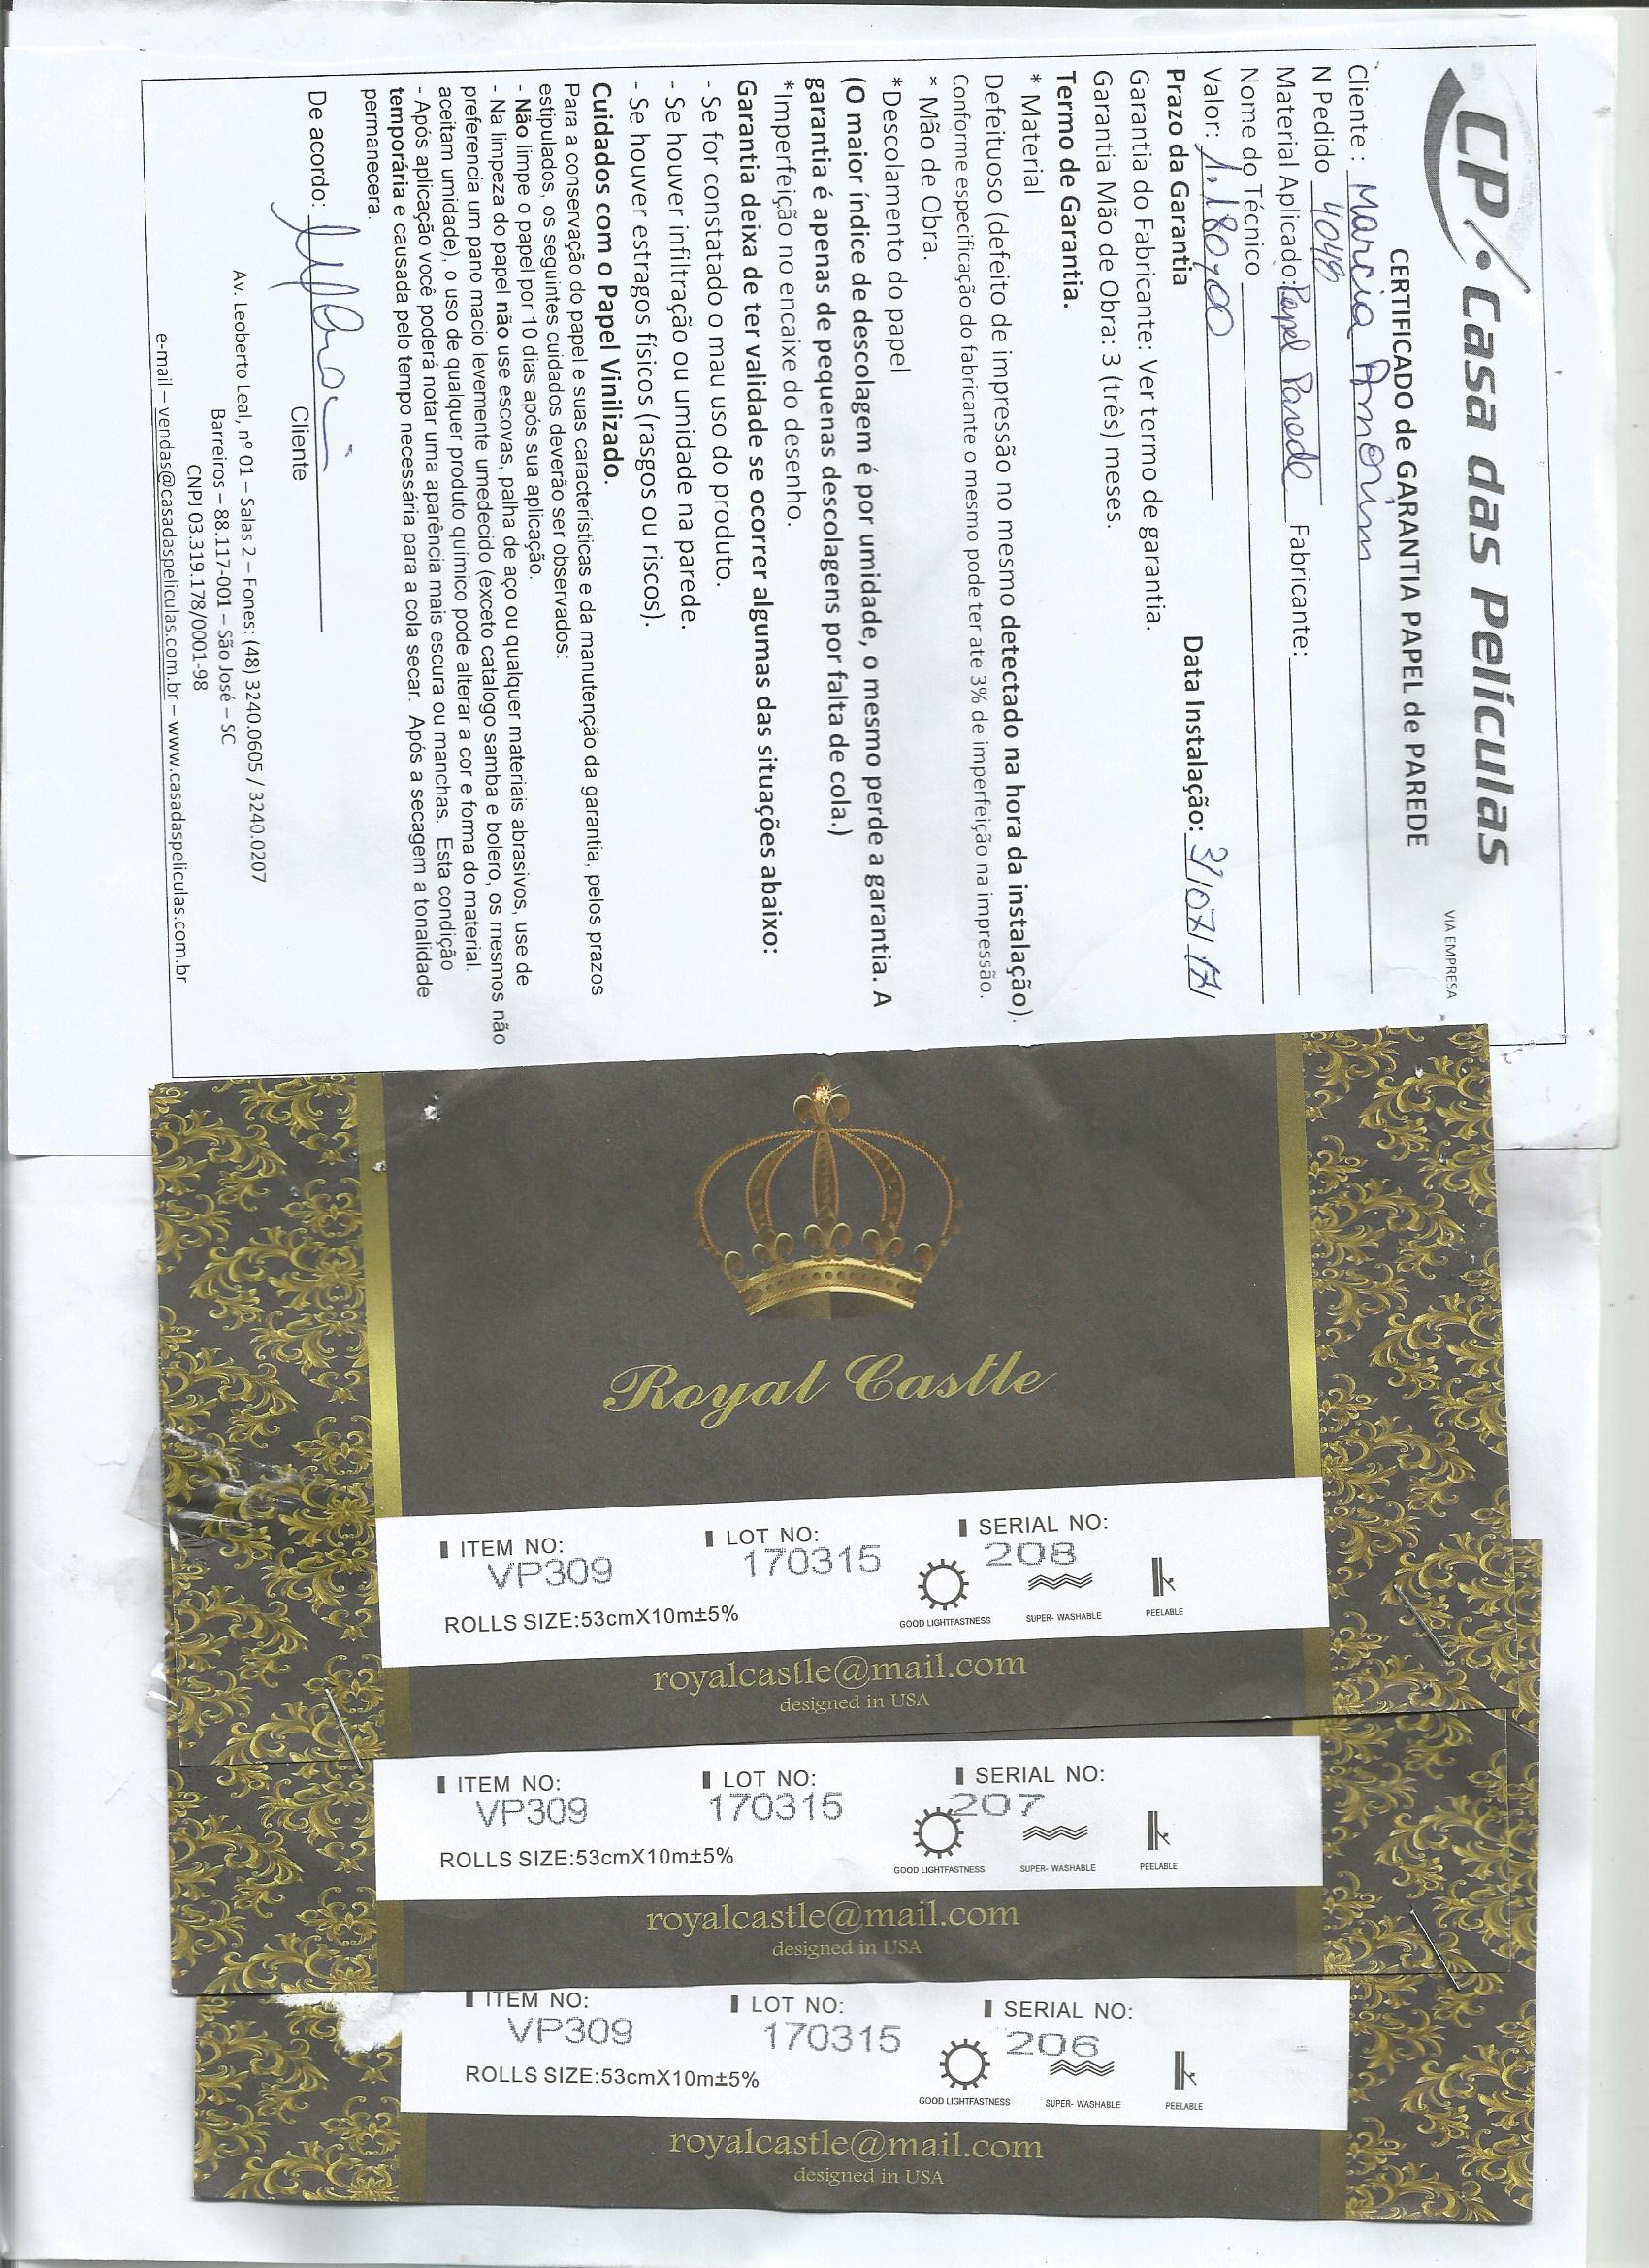 CP Casa das Películas
VIA EMPRESA
CERTIFICADO de GARANTIA PAPEL de PAREDE
Cliente : Marcia Amorim
N Pedido 4049
Material Aplicado: Papel Parede Fabricante:
Nome do Técnico
Valor: 1.180,00 Data Instalação: 3/07/17
Prazo da Garantia
Garantia do Fabricante: Ver termo de garantia.
Garantia Mão de Obra: 3 (três) meses.
Termo de Garantia.
* Material
Defeituoso (defeito de impressão no mesmo detectado na hora da instalação).
Conforme especificação do fabricante o mesmo pode ter ate 3% de imperfeição na impressão.
* Mão de Obra.
*Descolamento do papel
(O maior índice de descolagem é por umidade, o mesmo perde a garantia. A
garantia é apenas de pequenas descolagens por falta de cola.)
*Imperfeição no encaixe do desenho.
Garantia deixa de ter validade se ocorrer algumas das situações abaixo:
- Se for constatado o mau uso do produto.
- Se houver infiltração ou umidade na parede.
- Se houver estragos físicos (rasgos ou riscos).
Cuidados com o Papel Vinilizado.
Para a conservação do papel e suas características e da manutenção da garantia, pelos prazos
estipulados, os seguintes cuidados deverão ser observados:
- Não limpe o papel por 10 dias após sua aplicação.
- Na limpeza do papel não use escovas, palha de aço ou qualquer materiais abrasivos, use de
preferencia um pano macio levemente umedecido (exceto catalogo samba e bolero, os mesmos não
aceitam umidade), o uso de qualquer produto químico pode alterar a cor e forma do material.
- Após aplicação você poderá notar uma aparência mais escura ou manchas. Esta condição
temporária e causada pelo tempo necessária para a cola secar. Após a secagem a tonalidade
permanecera.
De acordo:
Cliente
Av. Leoberto Leal, nº 01 – Salas 2 – Fones: (48) 3240.0605 / 3240.0207
Barreiros – 88.117-001 – São José – SC
CNPJ 03.319.178/0001-98
e-mail – vendas@casadaspeliculas.com.br – www.casadaspeliculas.com.br
Royal Castle
ITEM NO: LOT NO: SERIAL NO:
VP309 170315 208
ROLLS SIZE:53cmX10m±5%
GOOD LIGHTFASTNESS SUPER- WASHABLE PEELABLE
royalcastle@mail.com
designed in USA
ITEM NO: LOT NO: SERIAL NO:
VP309 170315 207
ROLLS SIZE:53cmX10m±5%
GOOD LIGHTFASTNESS SUPER- WASHABLE PEELABLE
royalcastle@mail.com
designed in USA
ITEM NO: LOT NO: SERIAL NO:
VP309 170315 206
ROLLS SIZE:53cmX10m±5%
GOOD LIGHTFASTNESS SUPER- WASHABLE PEELABLE
royalcastle@mail.com
designed in USA